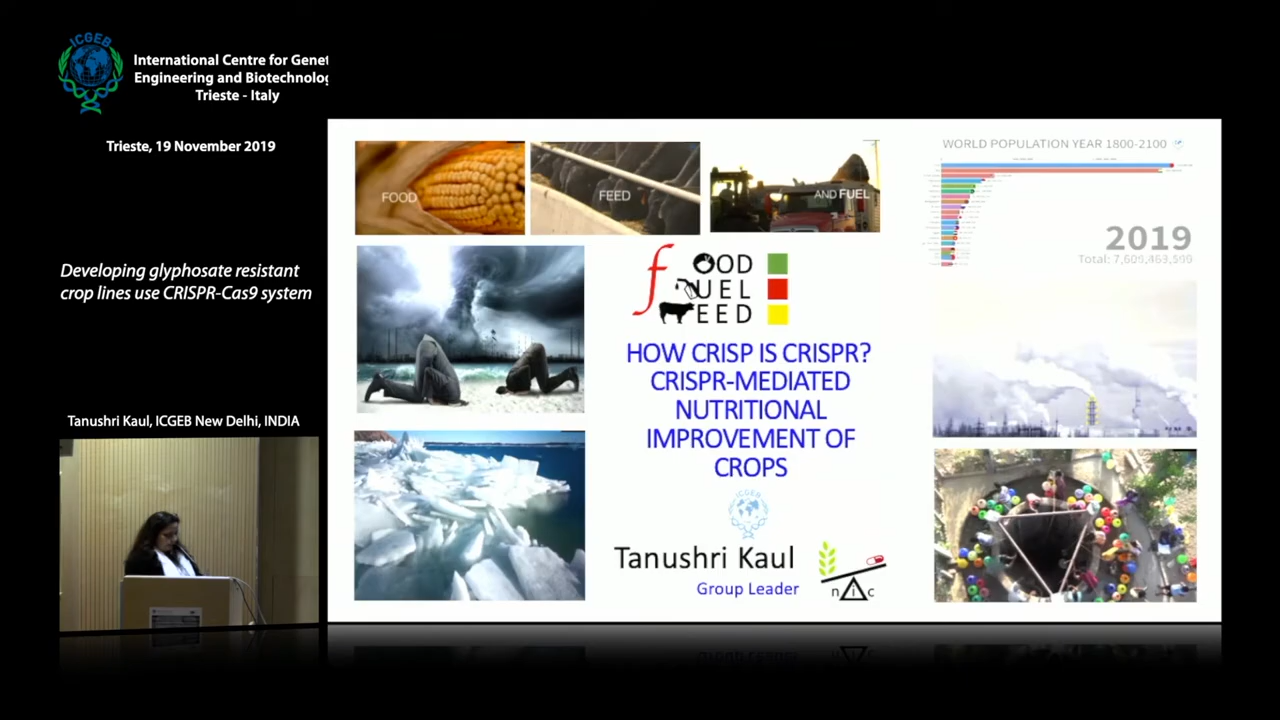 ICGEB
International Centre for Genet
Engineering and Biotechnolog
Trieste - Italy
Trieste, 19 November 2019
Developing glyphosate resistant
crop lines use CRISPR-Cas9 system
Tanushri Kaul, ICGEB New Delhi, INDIA
FOOD
FEED
AND FUEL
WORLD POPULATION YEAR 1800-2100
2019
fOOD
UEL
EED
HOW CRISP IS CRISPR?
CRISPR-MEDIATED
NUTRITIONAL
IMPROVEMENT OF
CROPS
ICGEB
Tanushri Kaul
Group Leader
n i c